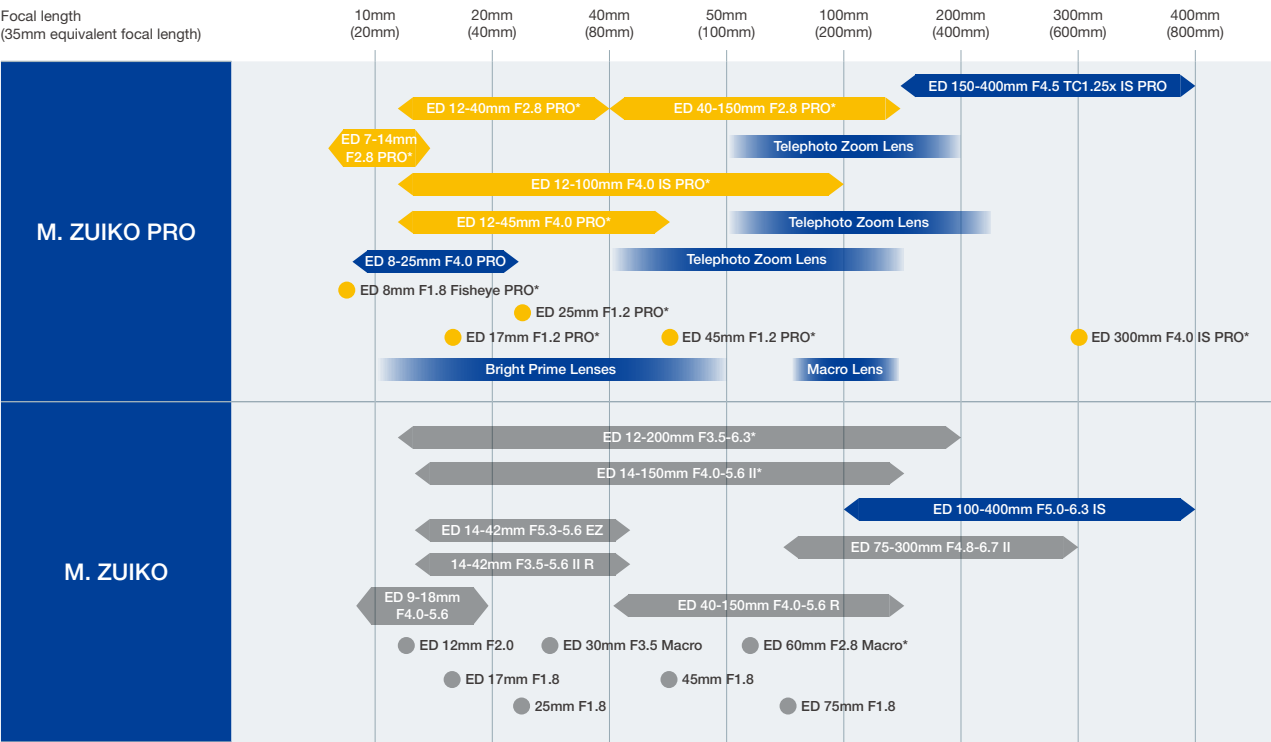 Focal length
(35mm equivalent focal length)
10mm
(20mm)
20mm
(40mm)
40mm
(80mm)
50mm
(100mm)
100mm
(200mm)
200mm
(400mm)
300mm
(600mm)
400mm
(800mm)
M. ZUIKO PRO
ED 150-400mm F4.5 TC1.25x IS PRO
ED 12-40mm F2.8 PRO*
ED 40-150mm F2.8 PRO*
ED 7-14mm
F2.8 PRO*
Telephoto Zoom Lens
ED 12-100mm F4.0 IS PRO*
ED 12-45mm F4.0 PRO*
Telephoto Zoom Lens
ED 8-25mm F4.0 PRO
Telephoto Zoom Lens
ED 8mm F1.8 Fisheye PRO*
ED 25mm F1.2 PRO*
ED 17mm F1.2 PRO*
ED 45mm F1.2 PRO*
ED 300mm F4.0 IS PRO*
Bright Prime Lenses
Macro Lens
M. ZUIKO
ED 12-200mm F3.5-6.3*
ED 14-150mm F4.0-5.6 II*
ED 100-400mm F5.0-6.3 IS
ED 14-42mm F5.3-5.6 EZ
ED 75-300mm F4.8-6.7 II
14-42mm F3.5-5.6 II R
ED 9-18mm
F4.0-5.6
ED 40-150mm F4.0-5.6 R
ED 12mm F2.0
ED 30mm F3.5 Macro
ED 60mm F2.8 Macro*
ED 17mm F1.8
45mm F1.8
25mm F1.8
ED 75mm F1.8